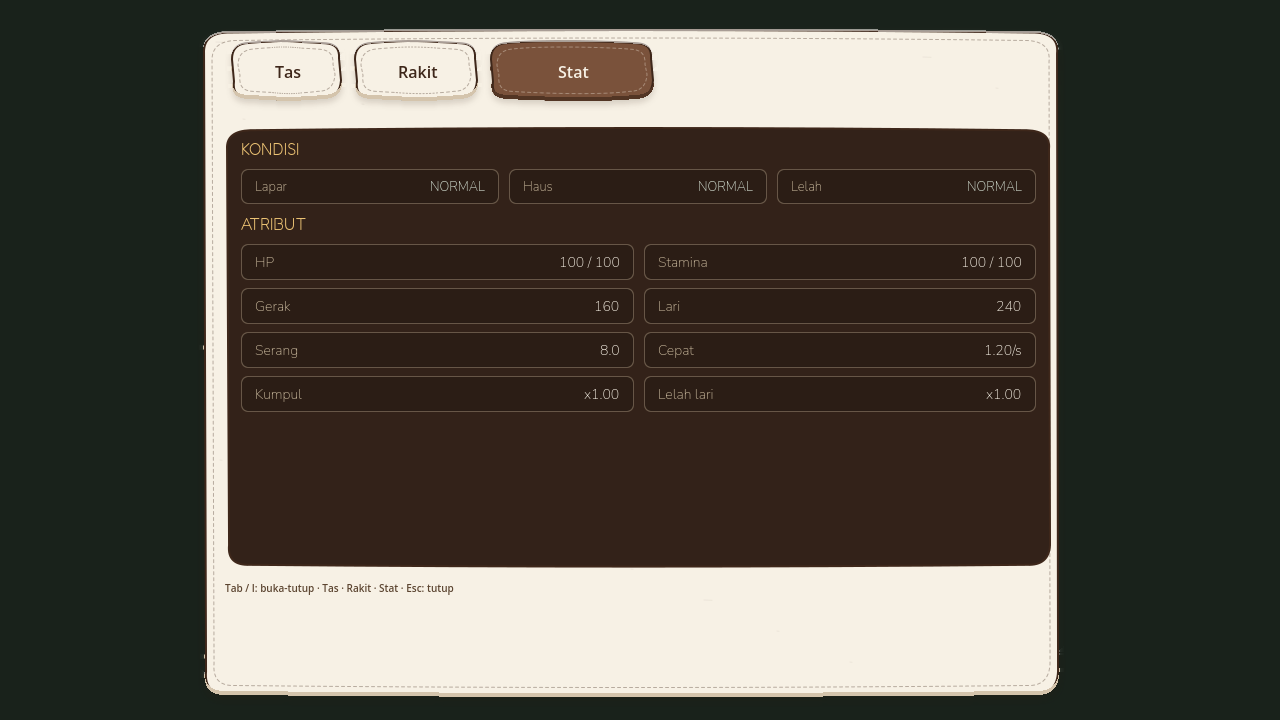 Tas Rakit Stat
KONDISI
Lapar NORMAL Haus NORMAL Lelah NORMAL
ATRIBUT
HP 100 / 100 Stamina 100 / 100
Gerak 160 Lari 240
Serang 8.0 Cepat 1.20/s
Kumpul x1.00 Lelah lari x1.00
Tab / I: buka-tutup · Tas · Rakit · Stat · Esc: tutup